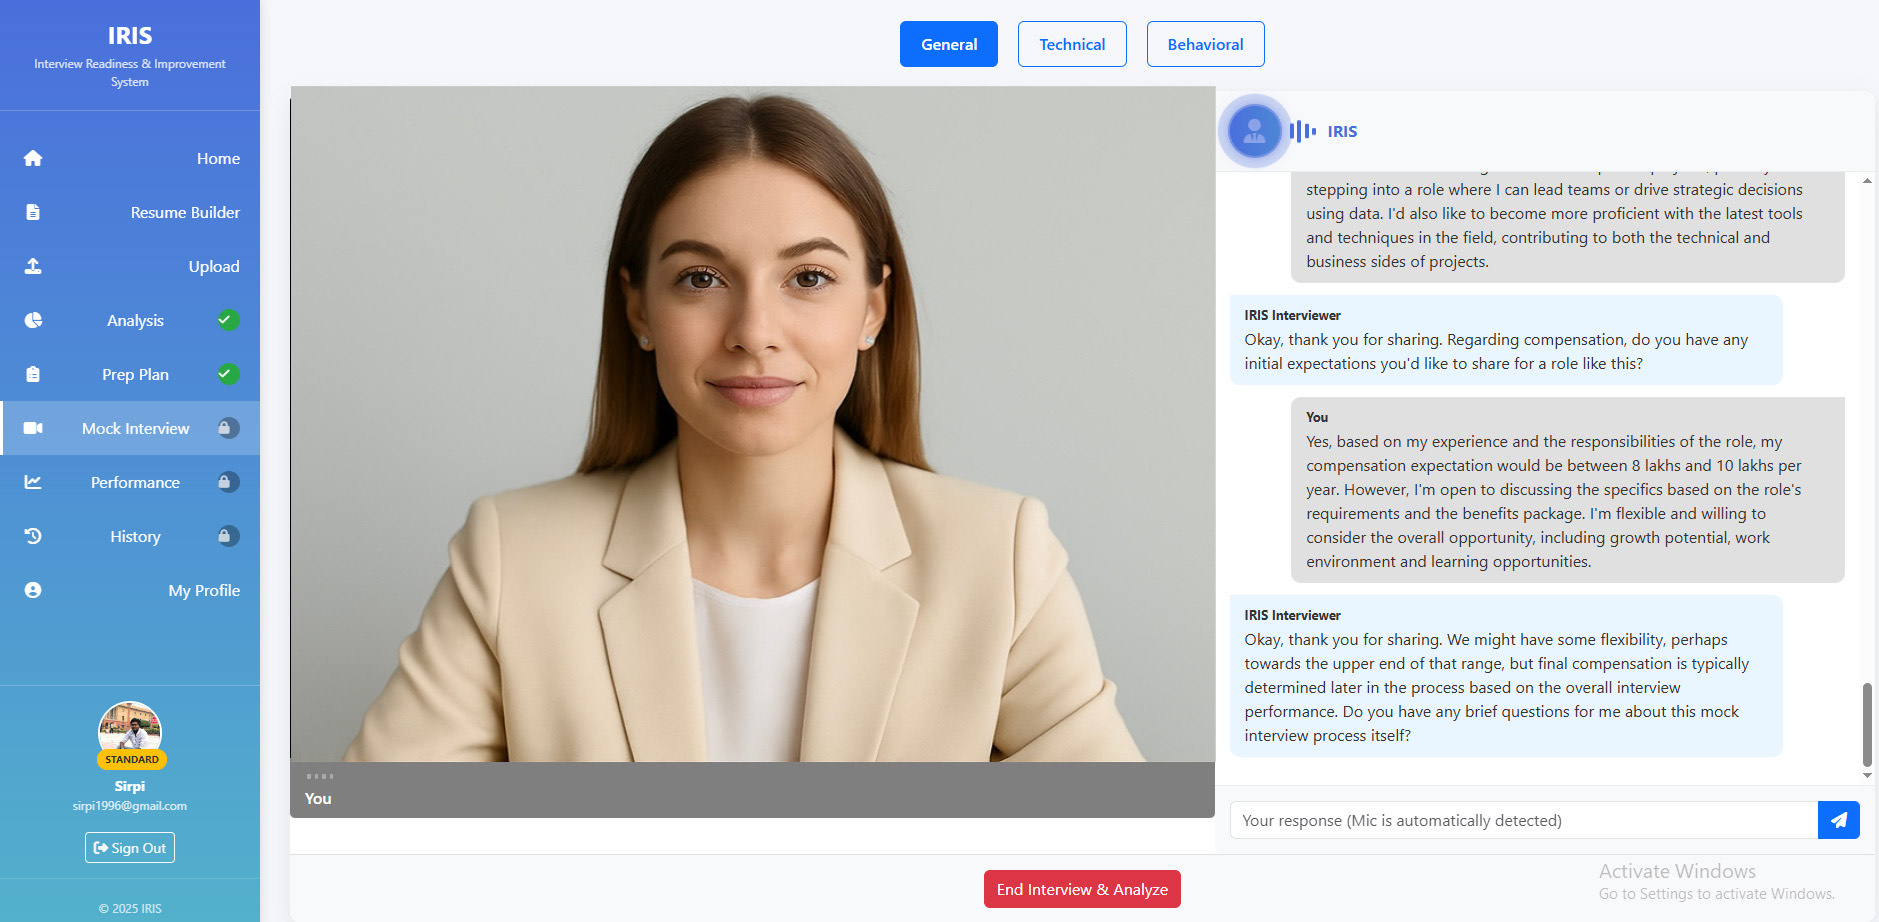 IRIS
Interview Readiness & Improvement
System
Home
Resume Builder
Upload
Analysis
Prep Plan
Mock Interview
Performance
History
My Profile
STANDARD
Sirpi
sirpi1996@gmail.com
Sign Out
© 2025 IRIS
General
Technical
Behavioral
You
IRIS
stepping into a role where I can lead teams or drive strategic decisions
using data. I'd also like to become more proficient with the latest tools
and techniques in the field, contributing to both the technical and
business sides of projects.
IRIS Interviewer
Okay, thank you for sharing. Regarding compensation, do you have any
initial expectations you'd like to share for a role like this?
You
Yes, based on my experience and the responsibilities of the role, my
compensation expectation would be between 8 lakhs and 10 lakhs per
year. However, I'm open to discussing the specifics based on the role's
requirements and the benefits package. I'm flexible and willing to
consider the overall opportunity, including growth potential, work
environment and learning opportunities.
IRIS Interviewer
Okay, thank you for sharing. We might have some flexibility, perhaps
towards the upper end of that range, but final compensation is typically
determined later in the process based on the overall interview
performance. Do you have any brief questions for me about this mock
interview process itself?
Your response (Mic is automatically detected)
End Interview & Analyze
Activate Windows
Go to Settings to activate Windows.